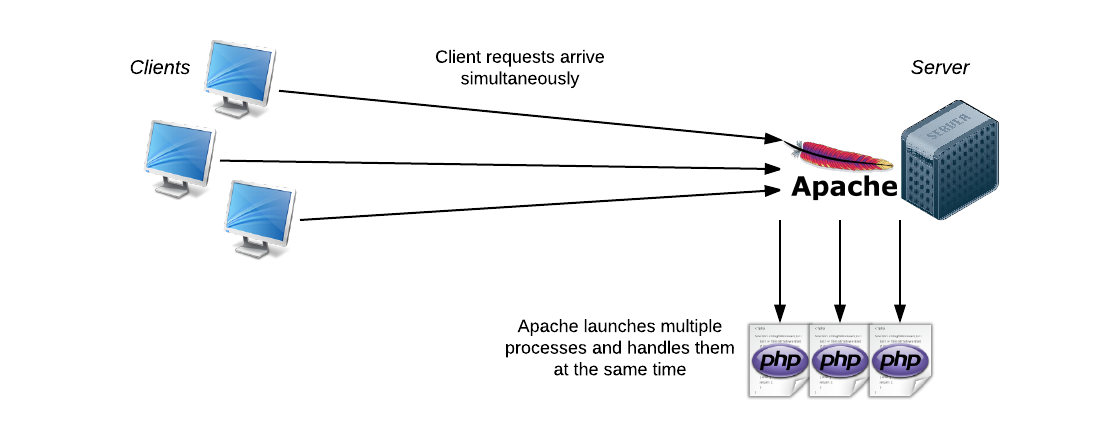 Clients
Client requests arrive
simultaneously
Server
SERVER
Apache
Apache launches multiple
processes and handles them
at the same time
php
php
php